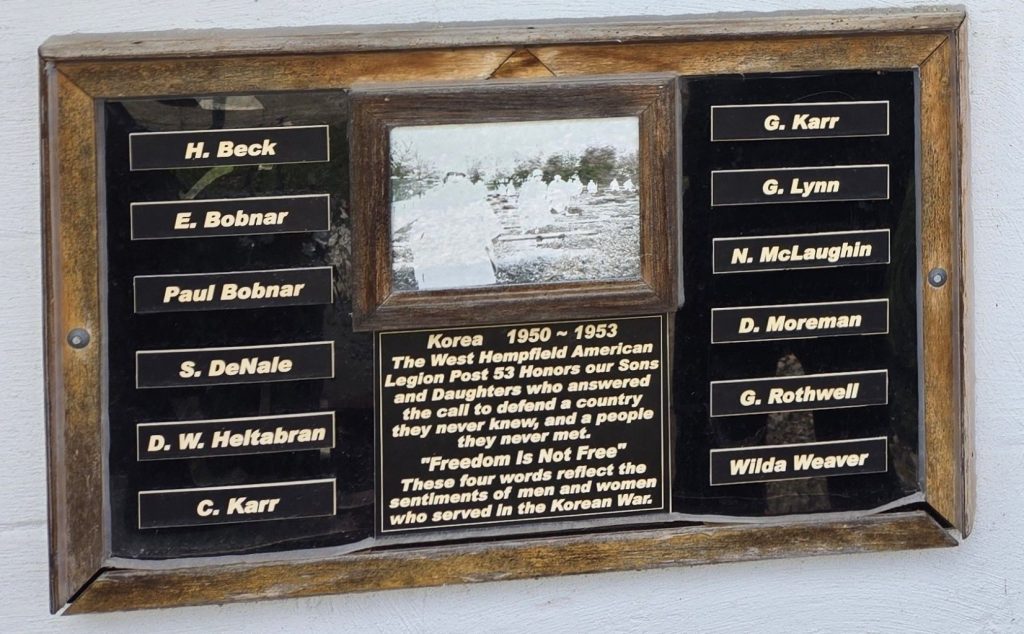 H. Beck
E. Bobnar
Paul Bobnar
S. DeNale
D. W. Heltabran
C. Karr
Korea 1950 ~ 1953
The West Hempfield American
Legion Post 53 Honors our Sons
and Daughters who answered
the call to defend a country
they never knew, and a people
they never met.
"Freedom Is Not Free"
These four words reflect the
sentiments of men and women
who served in the Korean War.
G. Karr
G. Lynn
N. McLaughin
D. Moreman
G. Rothwell
Wilda Weaver